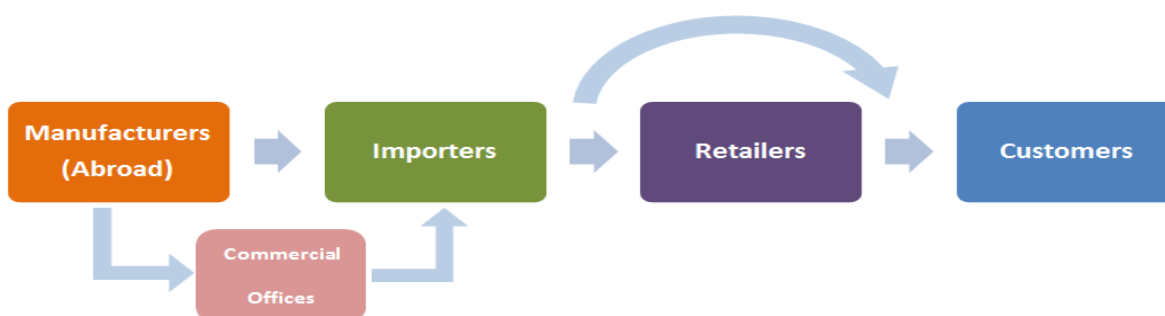 Manufacturers
(Abroad)
Importers
Retailers
Customers
Commercial
Offices